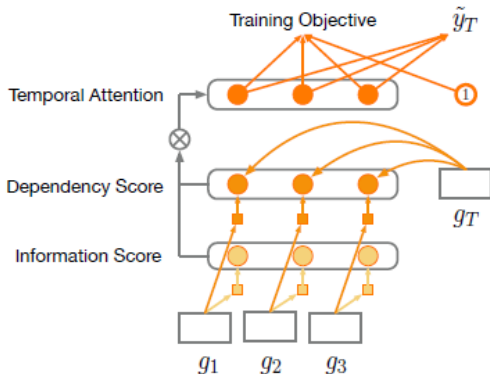 Training Objective
ỹ_T
Temporal Attention
1
Dependency Score
g_T
Information Score
g_1 g_2 g_3